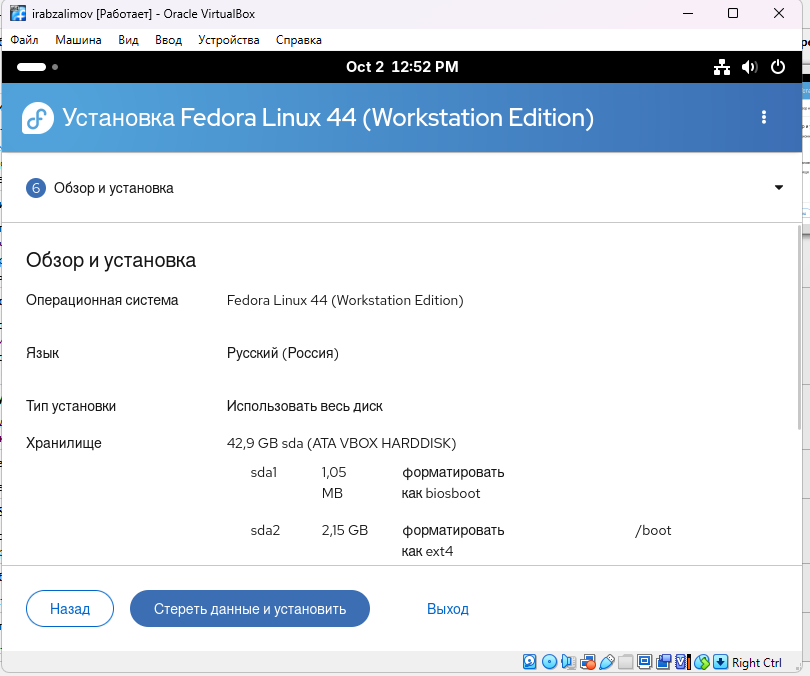 irabzalimov [Работает] - Oracle VirtualBox
Файл Машина Вид Ввод Устройства Справка
Oct 2 12:52 PM
Установка Fedora Linux 44 (Workstation Edition)
6 Обзор и установка
Обзор и установка
Операционная система Fedora Linux 44 (Workstation Edition)
Язык Русский (Россия)
Тип установки Использовать весь диск
Хранилище 42,9 GB sda (ATA VBOX HARDDISK)
sda1 1,05 MB форматировать как biosboot
sda2 2,15 GB форматировать как ext4 /boot
Назад Стереть данные и установить Выход
Right Ctrl